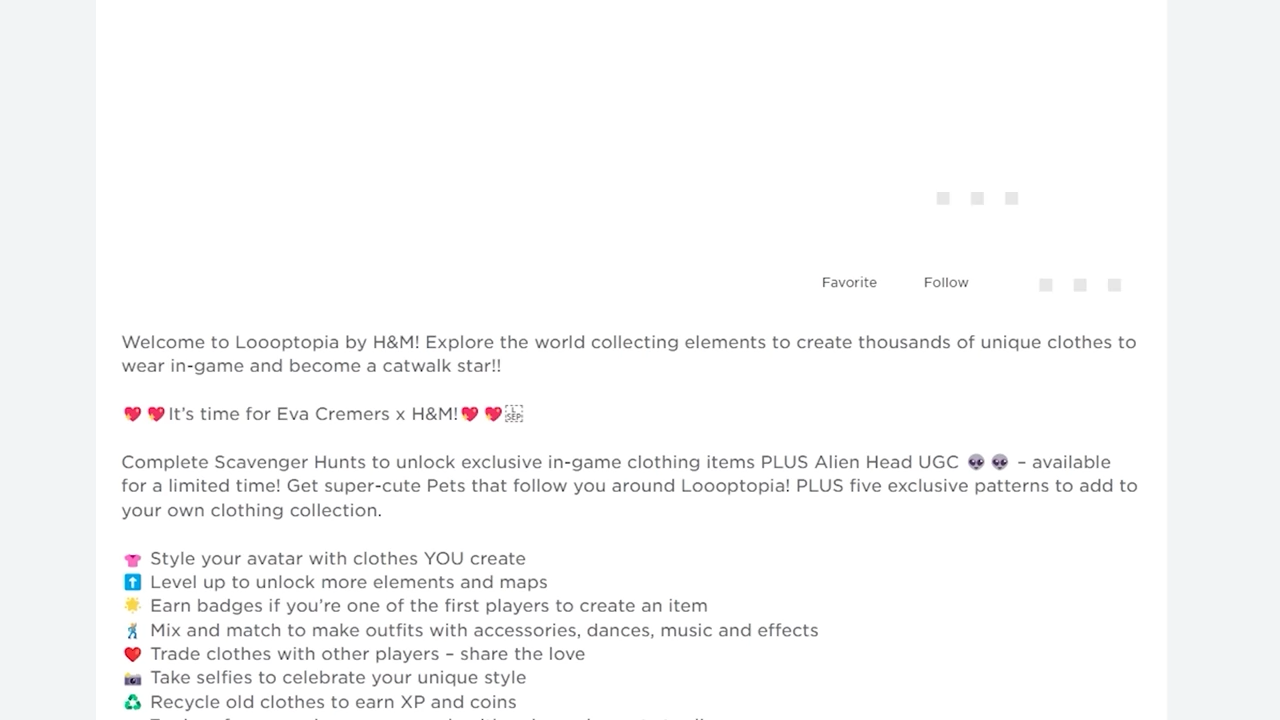 Favorite Follow
Welcome to Loooptopia by H&M! Explore the world collecting elements to create thousands of unique clothes to
wear in-game and become a catwalk star!!
💖 💖It’s time for Eva Cremers x H&M!💖 💖
Complete Scavenger Hunts to unlock exclusive in-game clothing items PLUS Alien Head UGC 👽 👽 – available
for a limited time! Get super-cute Pets that follow you around Loooptopia! PLUS five exclusive patterns to add to
your own clothing collection.
👚 Style your avatar with clothes YOU create
⬆️ Level up to unlock more elements and maps
🌟 Earn badges if you’re one of the first players to create an item
🕺 Mix and match to make outfits with accessories, dances, music and effects
❤️ Trade clothes with other players – share the love
📸 Take selfies to celebrate your unique style
♻️ Recycle old clothes to earn XP and coins